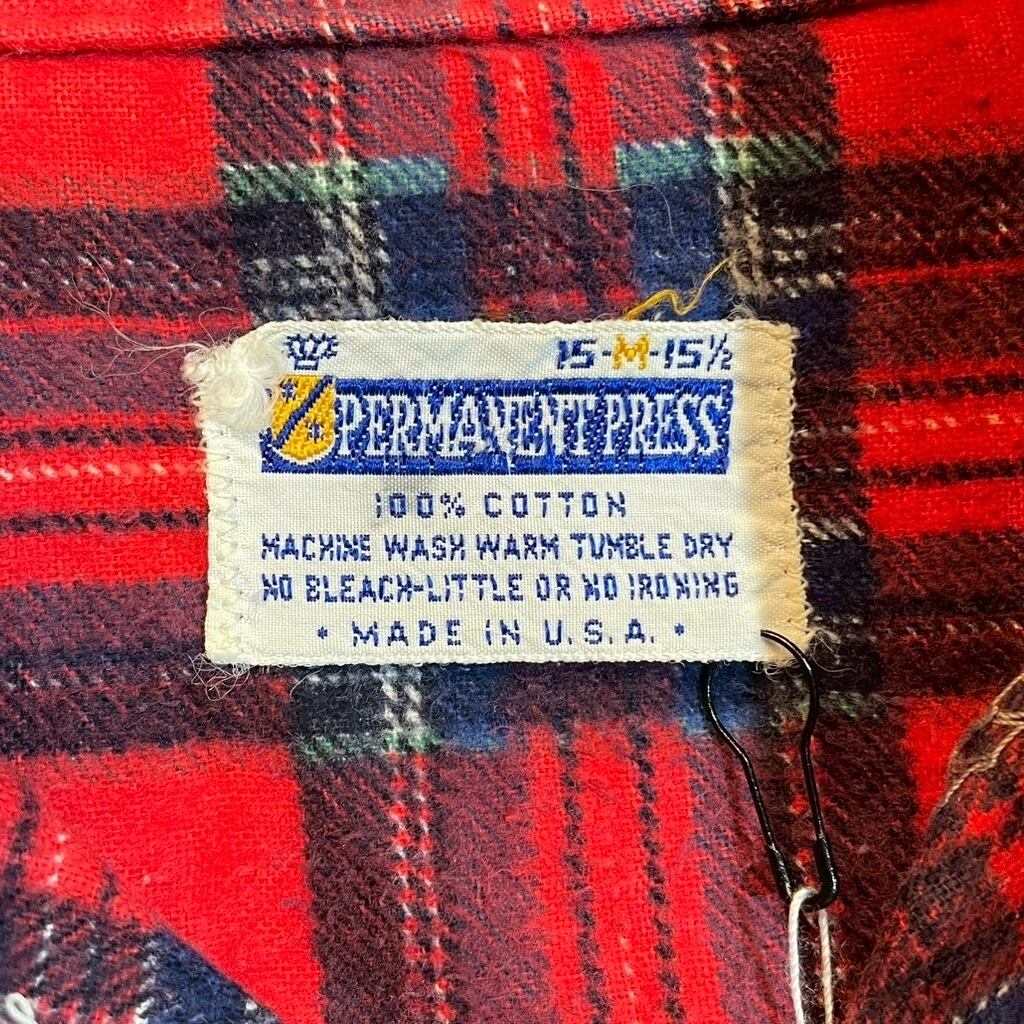 15-M-15½
PERMANENT PRESS
100% COTTON
MACHINE WASH WARM TUMBLE DRY
NO BLEACH-LITTLE OR NO IRONING
• MADE IN U.S.A. •